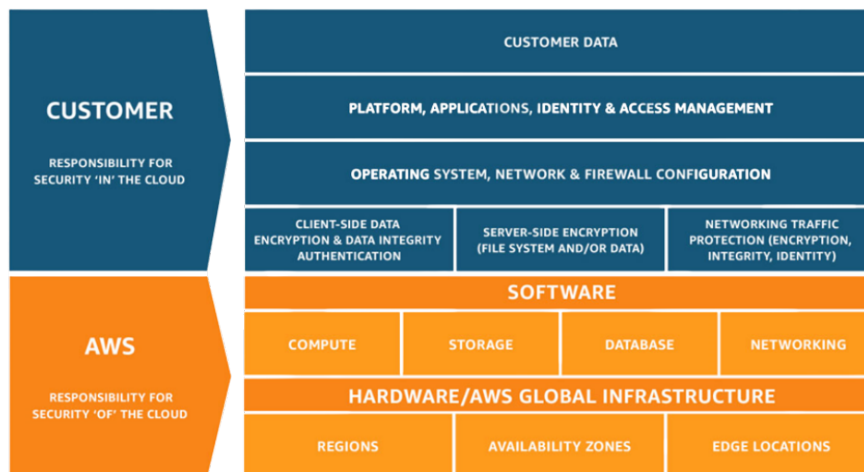 CUSTOMER
RESPONSIBILITY FOR
SECURITY 'IN' THE CLOUD
CUSTOMER DATA
PLATFORM, APPLICATIONS, IDENTITY & ACCESS MANAGEMENT
OPERATING SYSTEM, NETWORK & FIREWALL CONFIGURATION
CLIENT-SIDE DATA
ENCRYPTION & DATA INTEGRITY
AUTHENTICATION
SERVER-SIDE ENCRYPTION
(FILE SYSTEM AND/OR DATA)
NETWORKING TRAFFIC
PROTECTION (ENCRYPTION,
INTEGRITY, IDENTITY)
AWS
RESPONSIBILITY FOR
SECURITY 'OF' THE CLOUD
SOFTWARE
COMPUTE
STORAGE
DATABASE
NETWORKING
HARDWARE/AWS GLOBAL INFRASTRUCTURE
REGIONS
AVAILABILITY ZONES
EDGE LOCATIONS